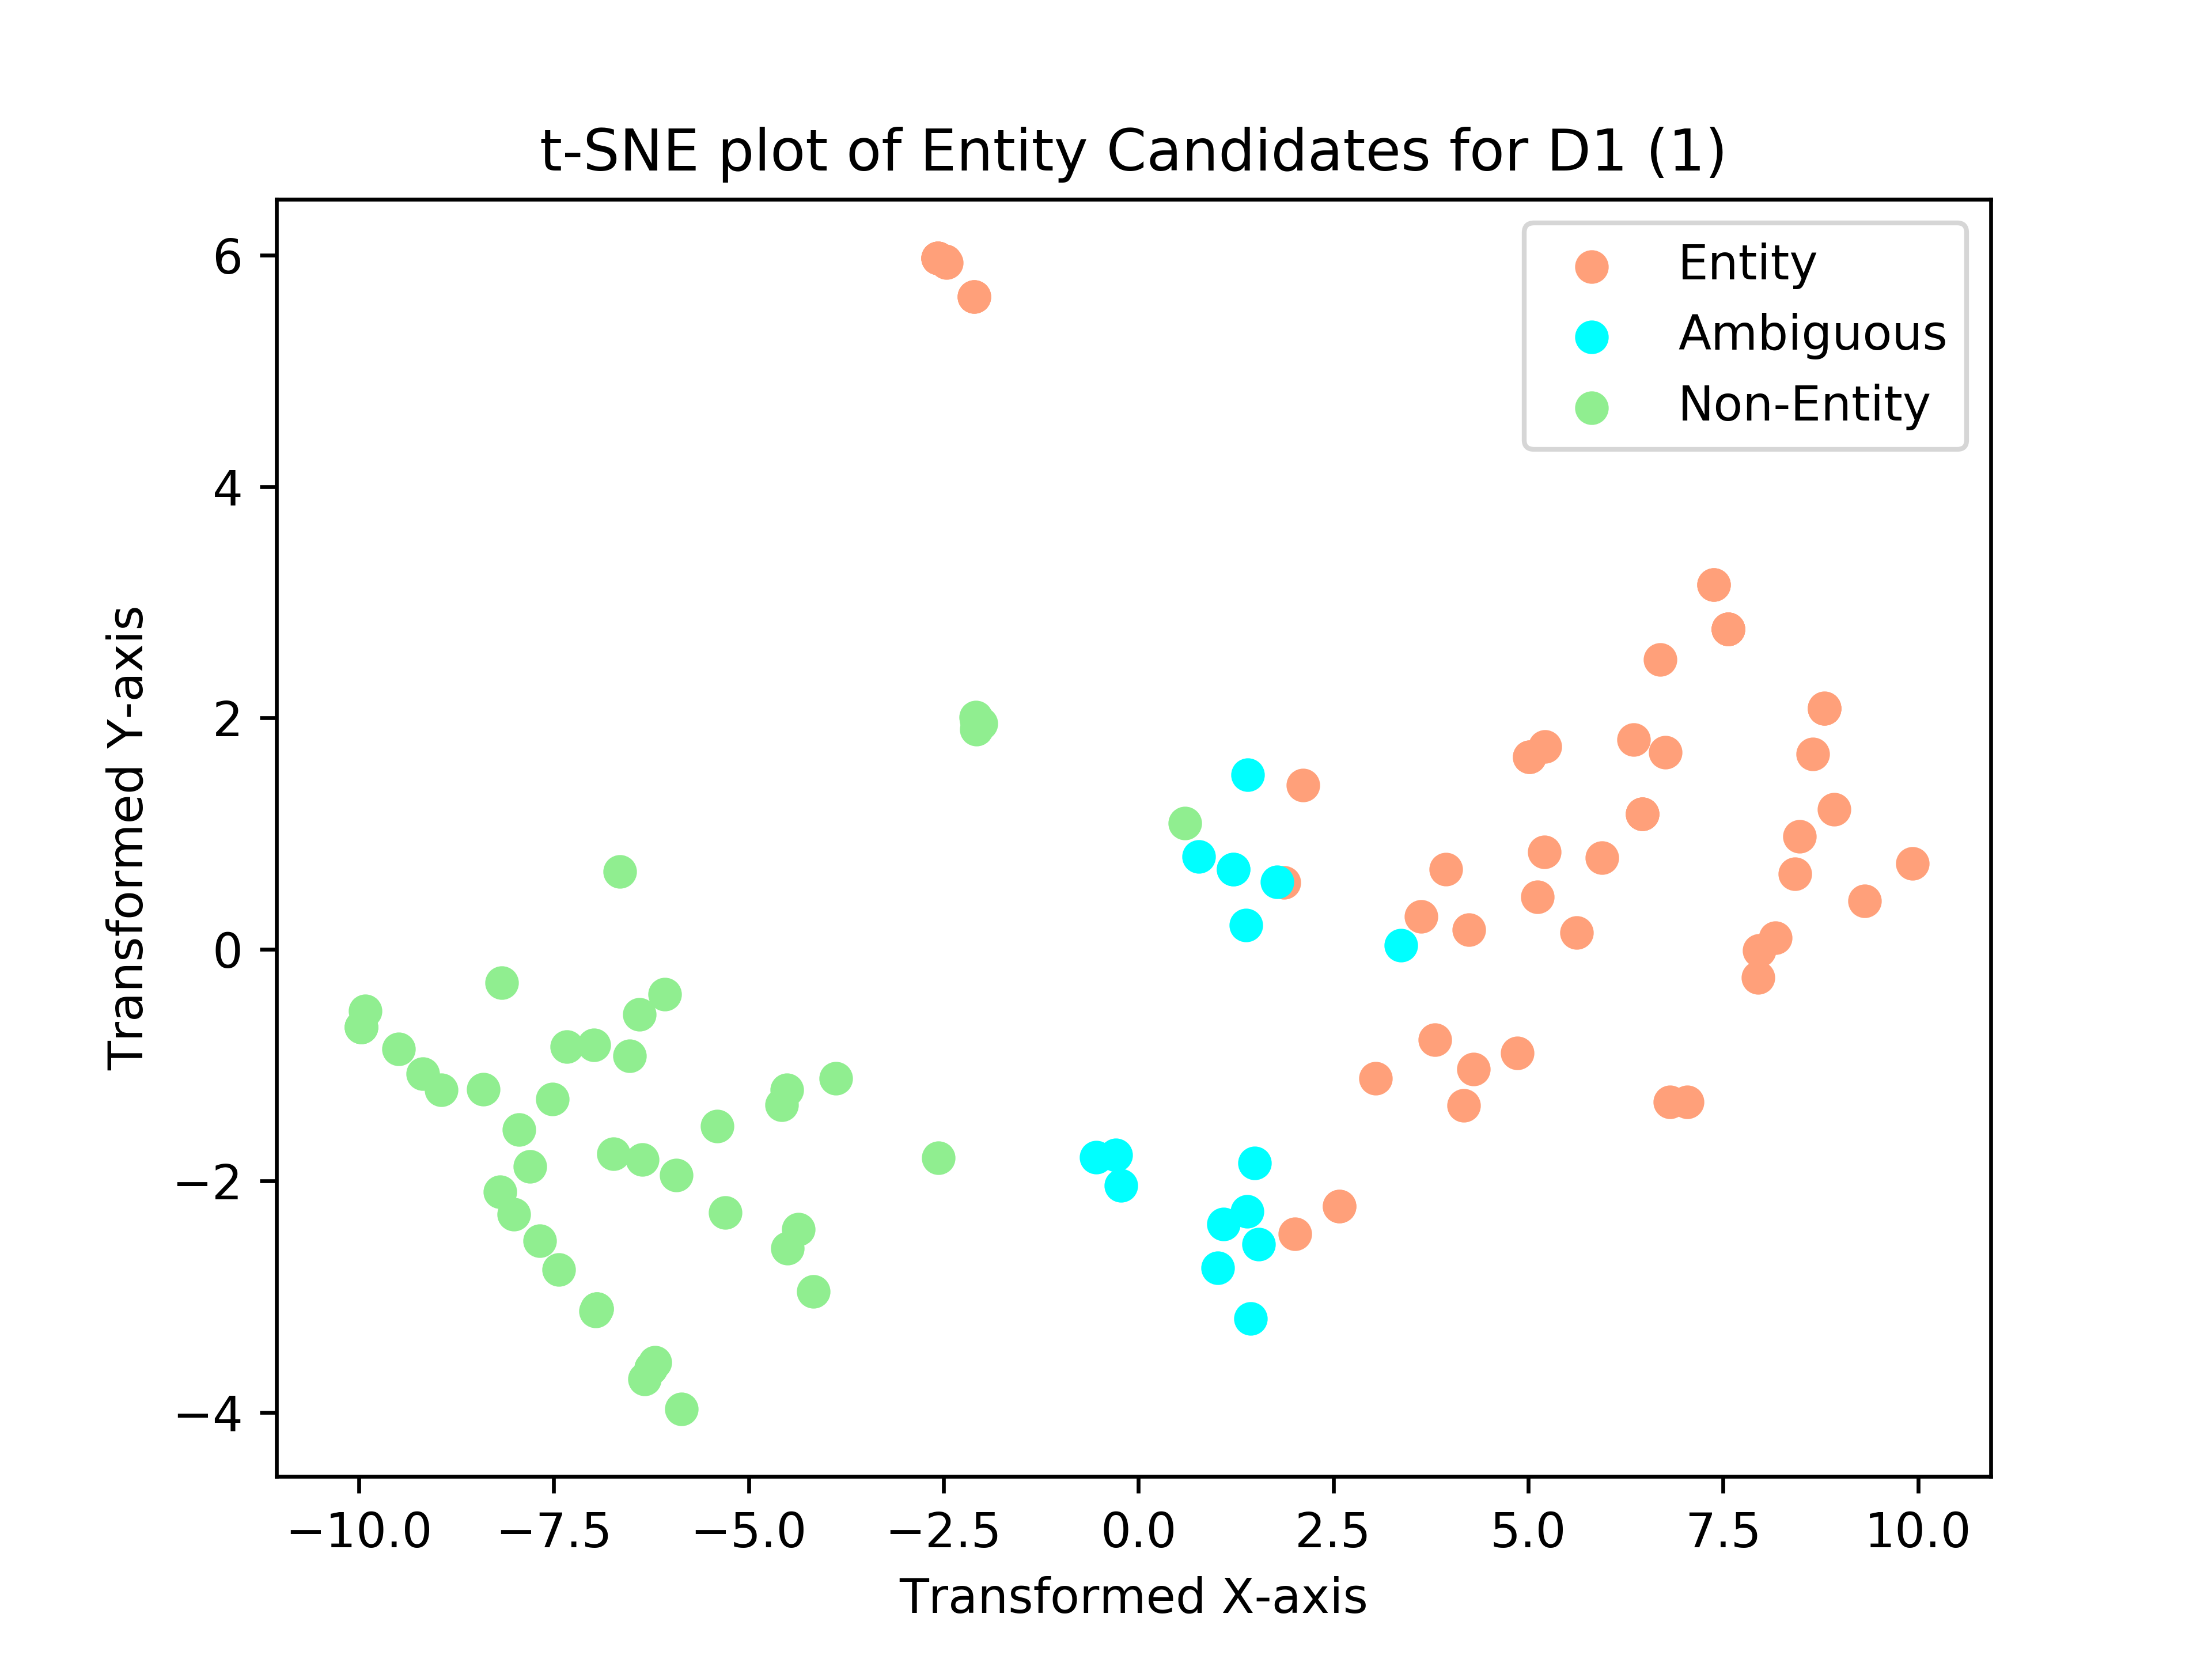 t-SNE plot of Entity Candidates for D1 (1)
Entity
Ambiguous
Non-Entity
Transformed Y-axis
6
4
2
0
−2
−4
−10.0 −7.5 −5.0 −2.5 0.0 2.5 5.0 7.5 10.0
Transformed X-axis